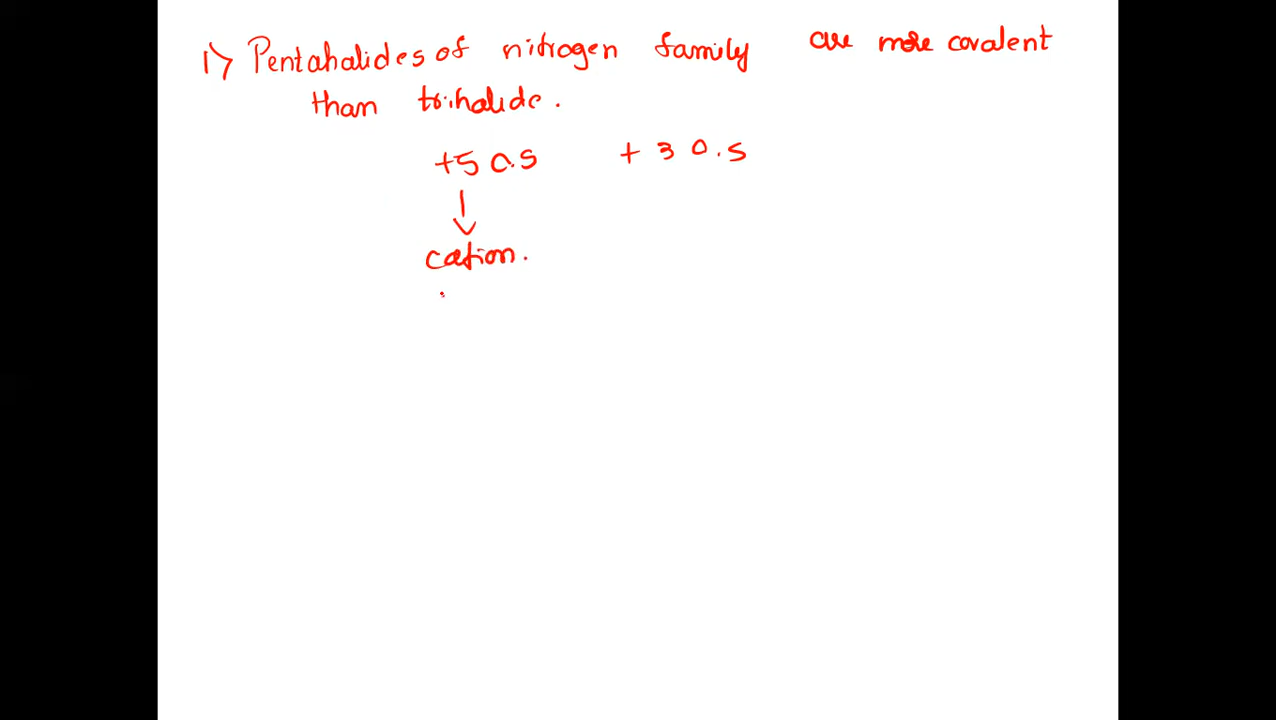 1) Pentahalides of nitrogen family are more covalent
than trihalide.
+5 O.S + 3 O.S
↓
cation.